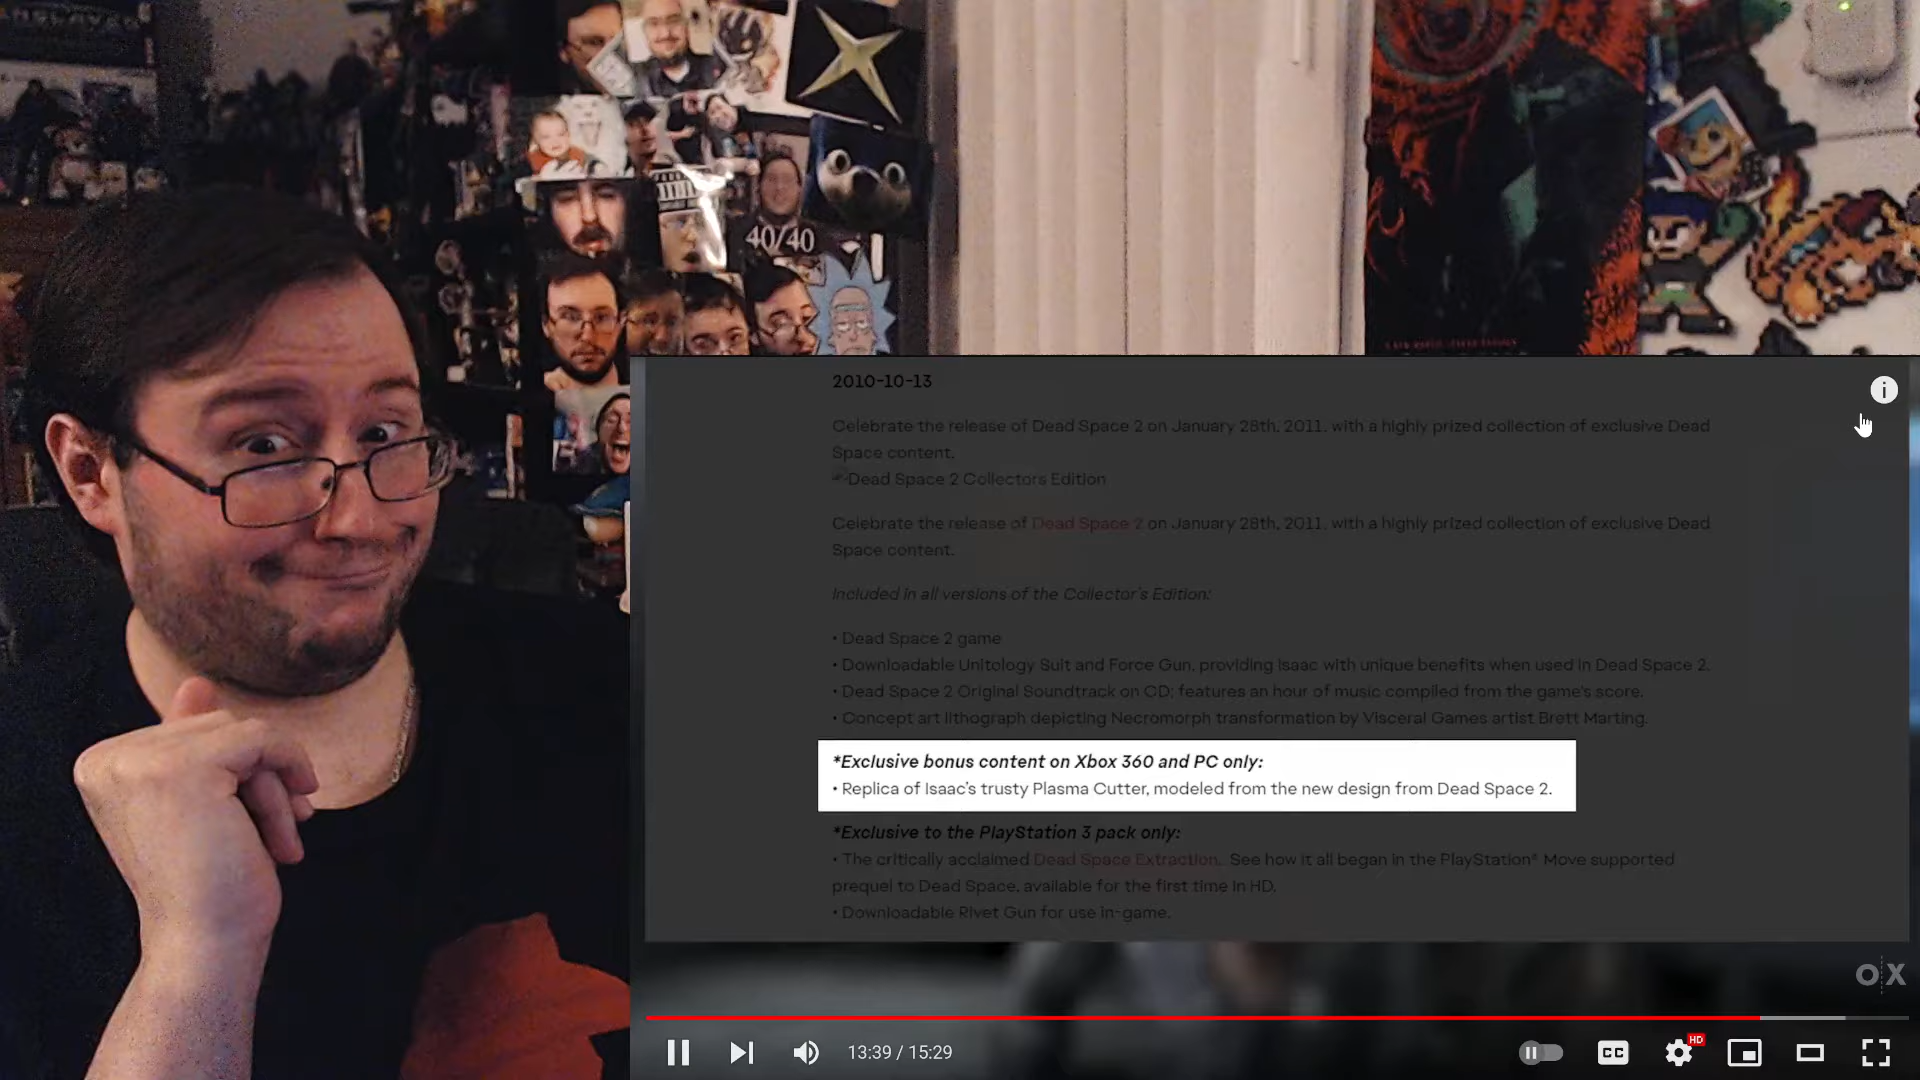 40/40
2010-10-13
Celebrate the release of Dead Space 2 on January 28th, 2011, with a highly prized collection of exclusive Dead
Space content.
Dead Space 2 Collectors Edition
Celebrate the release of Dead Space 2 on January 28th, 2011, with a highly prized collection of exclusive Dead
Space content.
Included in all versions of the Collector's Edition:
• Dead Space 2 game
• Downloadable Unitology Suit and Force Gun, providing Isaac with unique benefits when used in Dead Space 2.
• Dead Space 2 Original Soundtrack on CD; features an hour of music compiled from the game's score.
• Concept art lithograph depicting Necromorph transformation by Visceral Games artist Brett Marting.
*Exclusive bonus content on Xbox 360 and PC only:
• Replica of Isaac's trusty Plasma Cutter, modeled from the new design from Dead Space 2.
*Exclusive to the PlayStation 3 pack only:
• The critically acclaimed Dead Space Extraction. See how it all began in the PlayStation® Move supported
prequel to Dead Space, available for the first time in HD.
• Downloadable Rivet Gun for use in-game.
OX
13:39 / 15:29
CC
HD